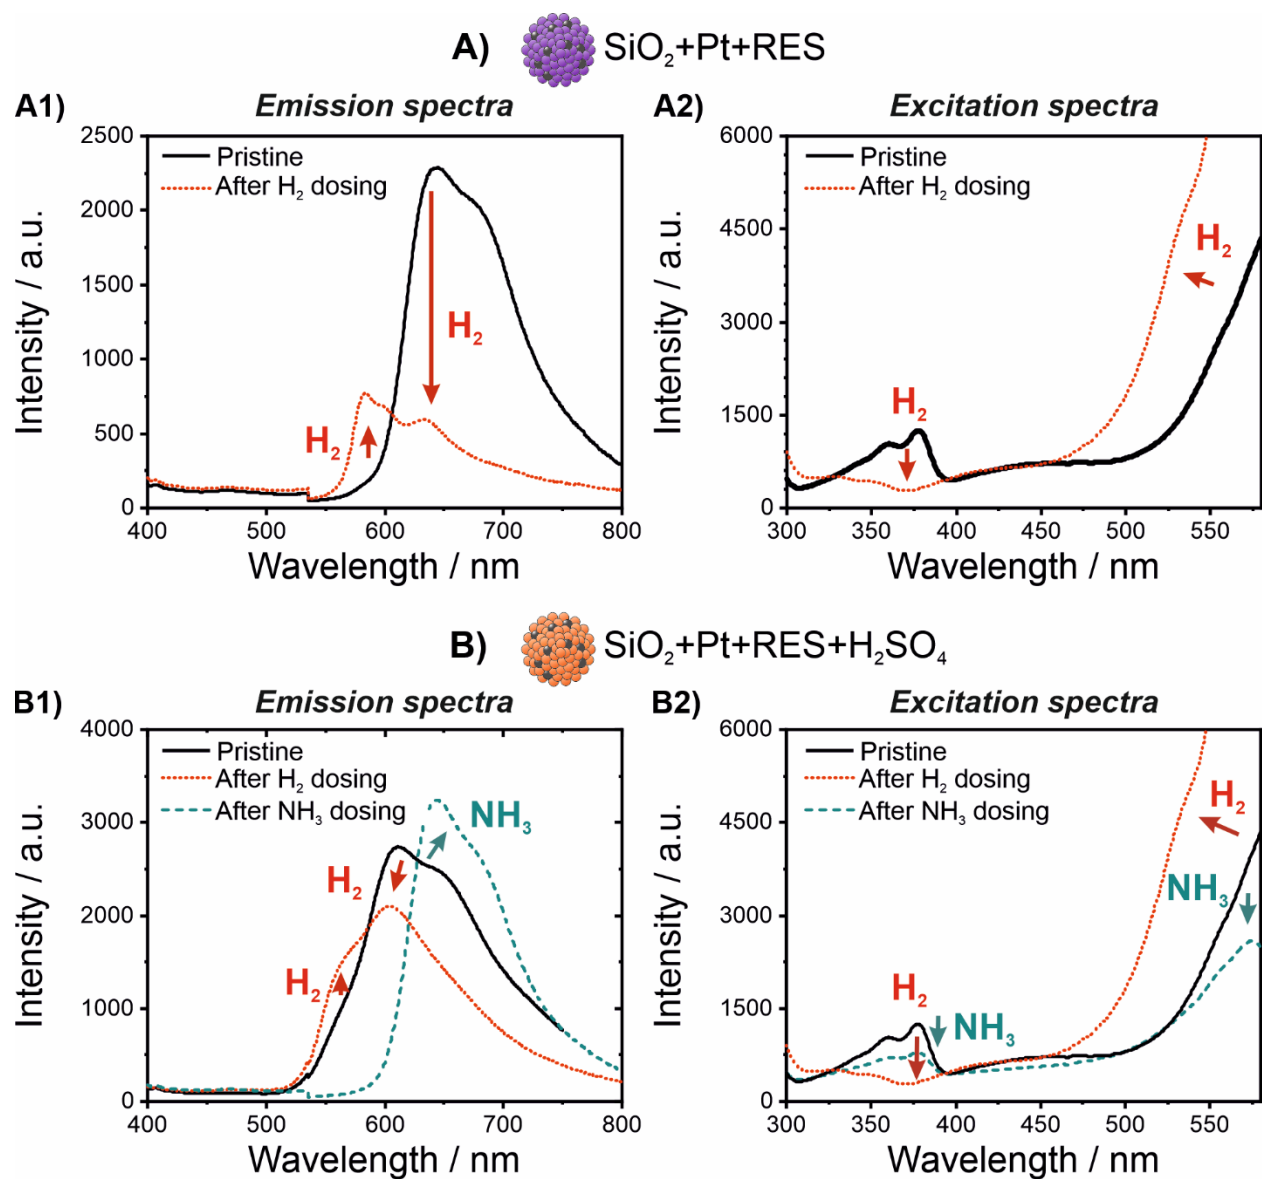 A) SiO₂+Pt+RES
A1) Emission spectra
2500
2000
1500
1000
500
0
400 500 600 700 800
Intensity / a.u.
Wavelength / nm
Pristine
After H₂ dosing
H₂
H₂
A2) Excitation spectra
6000
4500
3000
1500
0
300 350 400 450 500 550
Intensity / a.u.
Wavelength / nm
Pristine
After H₂ dosing
H₂
H₂
B) SiO₂+Pt+RES+H₂SO₄
B1) Emission spectra
4000
3000
2000
1000
0
400 500 600 700 800
Intensity / a.u.
Wavelength / nm
Pristine
After H₂ dosing
After NH₃ dosing
NH₃
H₂
H₂
B2) Excitation spectra
6000
4500
3000
1500
0
300 350 400 450 500 550
Intensity / a.u.
Wavelength / nm
Pristine
After H₂ dosing
After NH₃ dosing
H₂
NH₃
H₂
NH₃